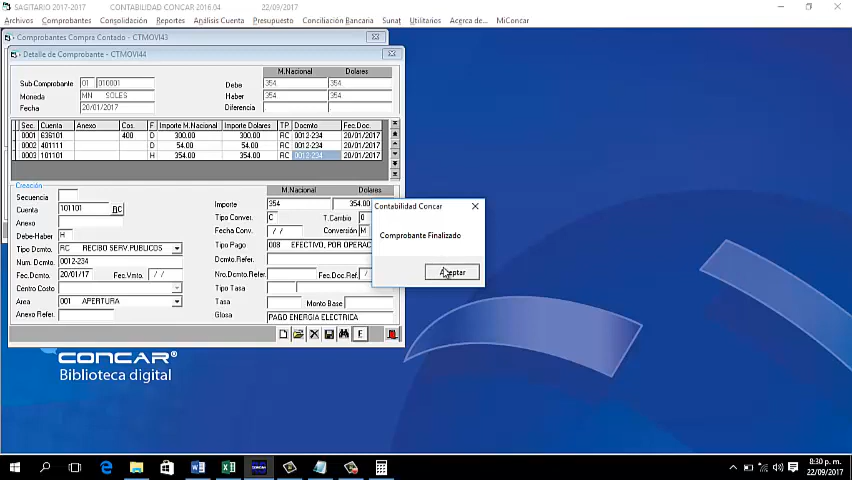 SAGITARIO 2017-2017 CONTABILIDAD CONCAR 2016.04 22/09/2017
Archivos Comprobantes Consolidación Reportes Análisis Cuenta Presupuesto Conciliación Bancaria Sunat Utilitarios Acerca de... MiConcar
Comprobantes Compra Contado - CTMOVI43
Detalle de Comprobante - CTMOVI44
M.Nacional Dolares
Sub Comprobante 01 010001 Debe 354 354
Moneda MN SOLES Haber 354 354
Fecha 20/01/2017 Diferencia
Sec. Cuenta Anexo Cos. F Importe M.Nacional Importe Dolares TP Docmto Fec.Doc.
0001 636101 400 D 300.00 300.00 RC 0012-234 20/01/2017
0002 401111 D 54.00 54.00 RC 0012-234 20/01/2017
0003 101101 H 354.00 354.00 RC 0012-234 20/01/2017
Creación
M.Nacional Dolares
Secuencia
Importe 354 354.00
Cuenta 101101 BC
Tipo Conver. C T.Cambio 0
Anexo
Fecha Conv. / / Conversión M
Debe-Haber H
Tipo Pago 008 EFECTIVO, POR OPERAC
Tipo Dcmto. RC RECIBO SERV.PUBLICOS
Dcmto.Refer.
Num. Dcmto. 0012-234
Nro.Dcmto.Refer. Fec.Doc.Ref. /
Fec.Dcmto. 20/01/17 Fec.Vnto. / /
Tipo Tasa
Centro Costo
Tasa Monto Base
Area 001 APERTURA
Anexo Refer.
Glosa PAGO ENERGIA ELECTRICA
E
Contabilidad Concar
Comprobante Finalizado
Aceptar
CONCAR®
Biblioteca digital
8:30 p. m.
22/09/2017